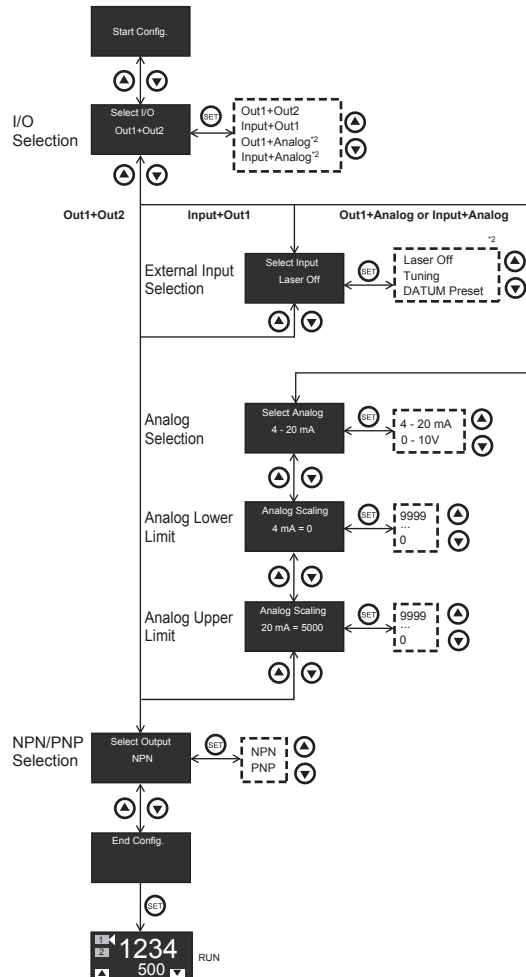 Start Config.
I/O
Selection
Select I/O
Out1+Out2
SET
Out1+Out2
Input+Out1
Out1+Analog*2
Input+Analog*2
Out1+Out2
Input+Out1
Out1+Analog or Input+Analog
External Input
Selection
Select Input
Laser Off
SET
*2
Laser Off
Tuning
DATUM Preset
Analog
Selection
Select Analog
4 - 20 mA
SET
4 - 20 mA
0 - 10V
Analog Lower
Limit
Analog Scaling
4 mA = 0
SET
9999
...
0
Analog Upper
Limit
Analog Scaling
20 mA = 5000
SET
9999
...
0
NPN/PNP
Selection
Select Output
NPN
SET
NPN
PNP
End Config.
SET
1
2
1234
500
RUN